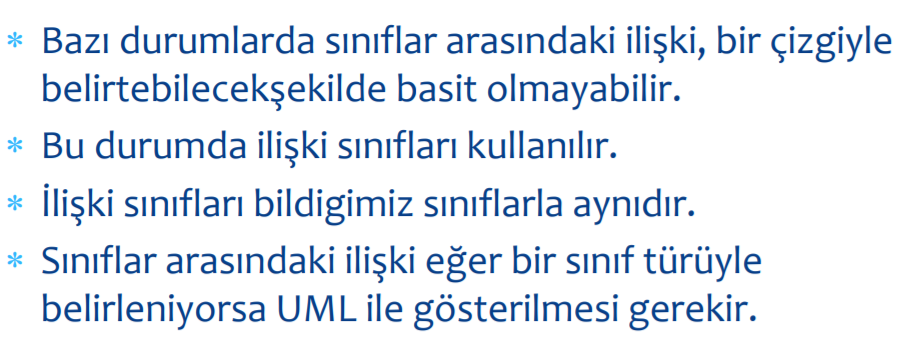 * Bazı durumlarda sınıflar arasındaki ilişki, bir çizgiyle
belirtebilecekşekilde basit olmayabilir.
* Bu durumda ilişki sınıfları kullanılır.
* İlişki sınıfları bildigimiz sınıflarla aynıdır.
* Sınıflar arasındaki ilişki eğer bir sınıf türüyle
belirleniyorsa UML ile gösterilmesi gerekir.